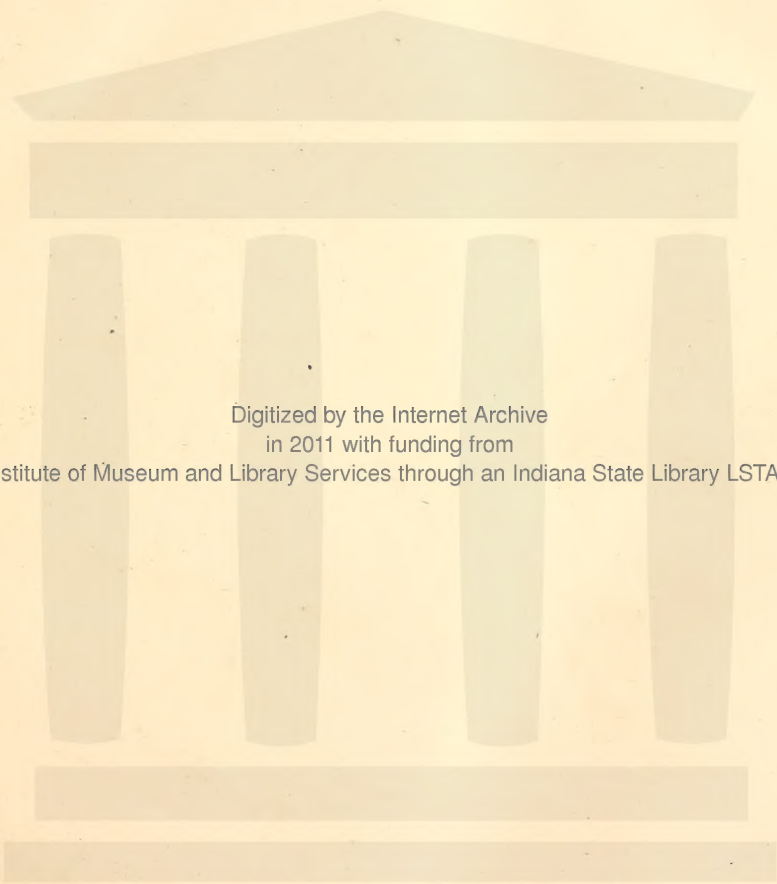 Digitized by the Internet Archive
in 2011 with funding from
stitute of Museum and Library Services through an Indiana State Library LSTA